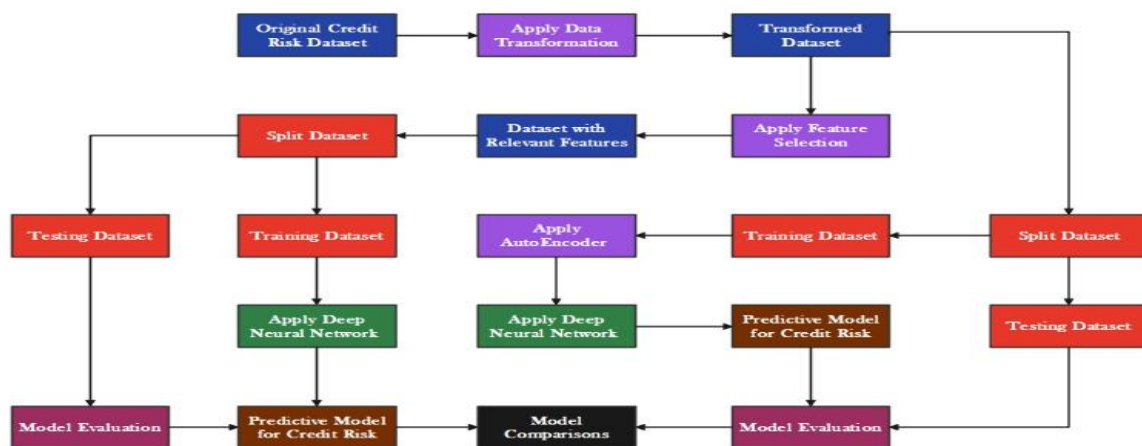 Original Credit
Risk Dataset
Apply Data
Transformation
Transformed
Dataset
Split Dataset
Dataset with
Relevant Features
Apply Feature
Selection
Testing Dataset
Training Dataset
Apply
AutoEncoder
Training Dataset
Split Dataset
Apply Deep
Neural Network
Apply Deep
Neural Network
Predictive Model
for Credit Risk
Testing Dataset
Model Evaluation
Predictive Model
for Credit Risk
Model
Comparisons
Model Evaluation